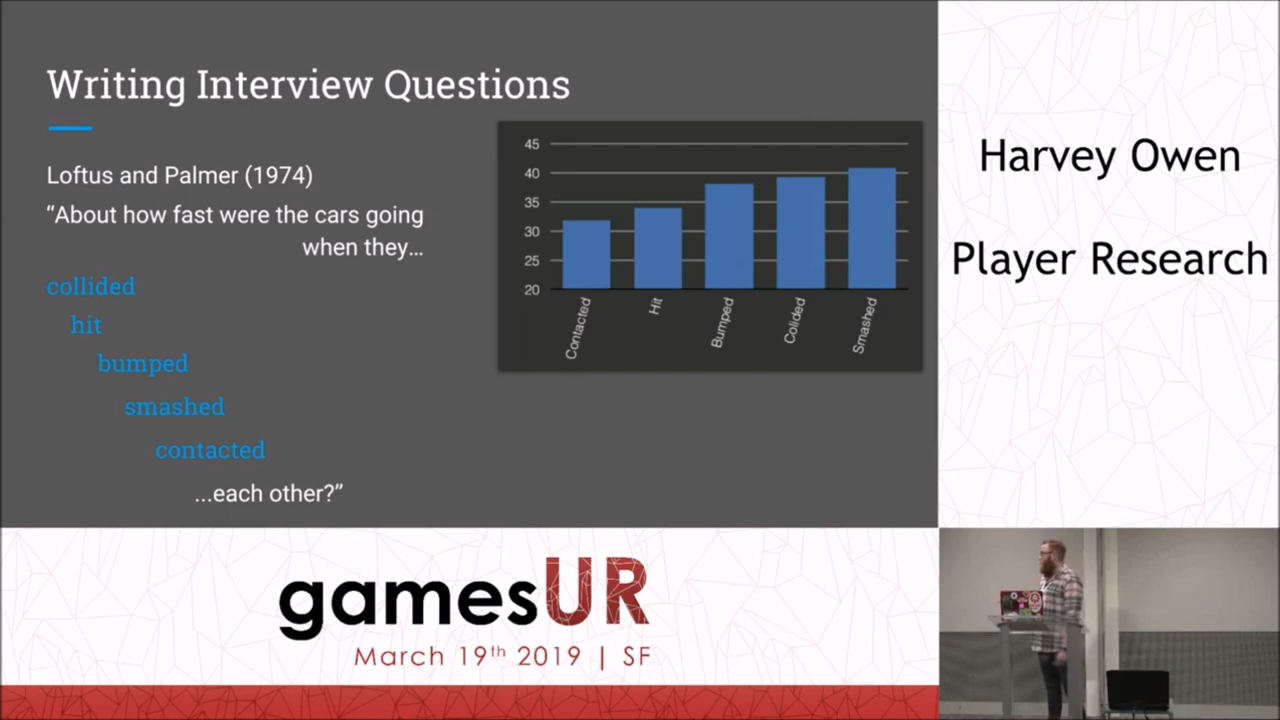 Writing Interview Questions
Loftus and Palmer (1974)
“About how fast were the cars going
when they…
collided
hit
bumped
smashed
contacted
...each other?”
45
40
35
30
25
20
Contacted
Hit
Bumped
Colided
Smashed
Harvey Owen
Player Research
gamesUR
March 19th 2019 | SF